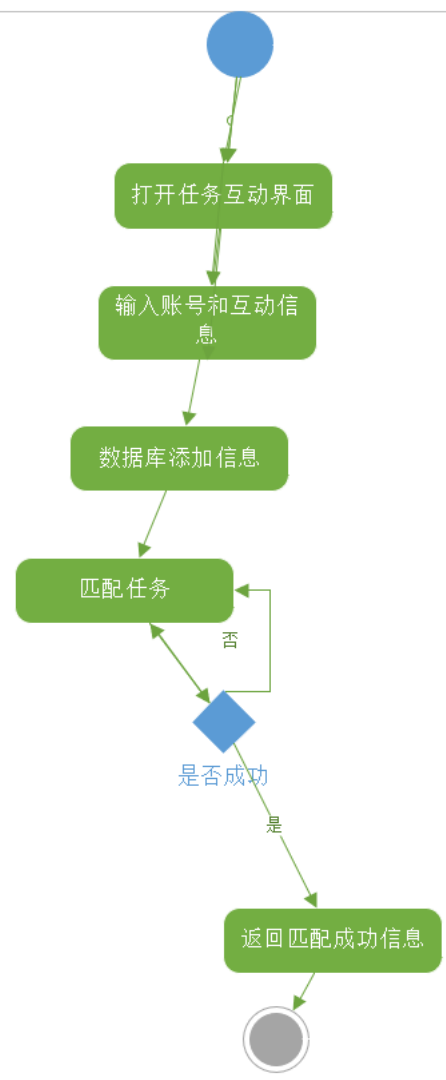 打开任务互动界面
输入账号和互动信
息
数据库添加信息
匹配任务
否
是否成功
是
返回匹配成功信息